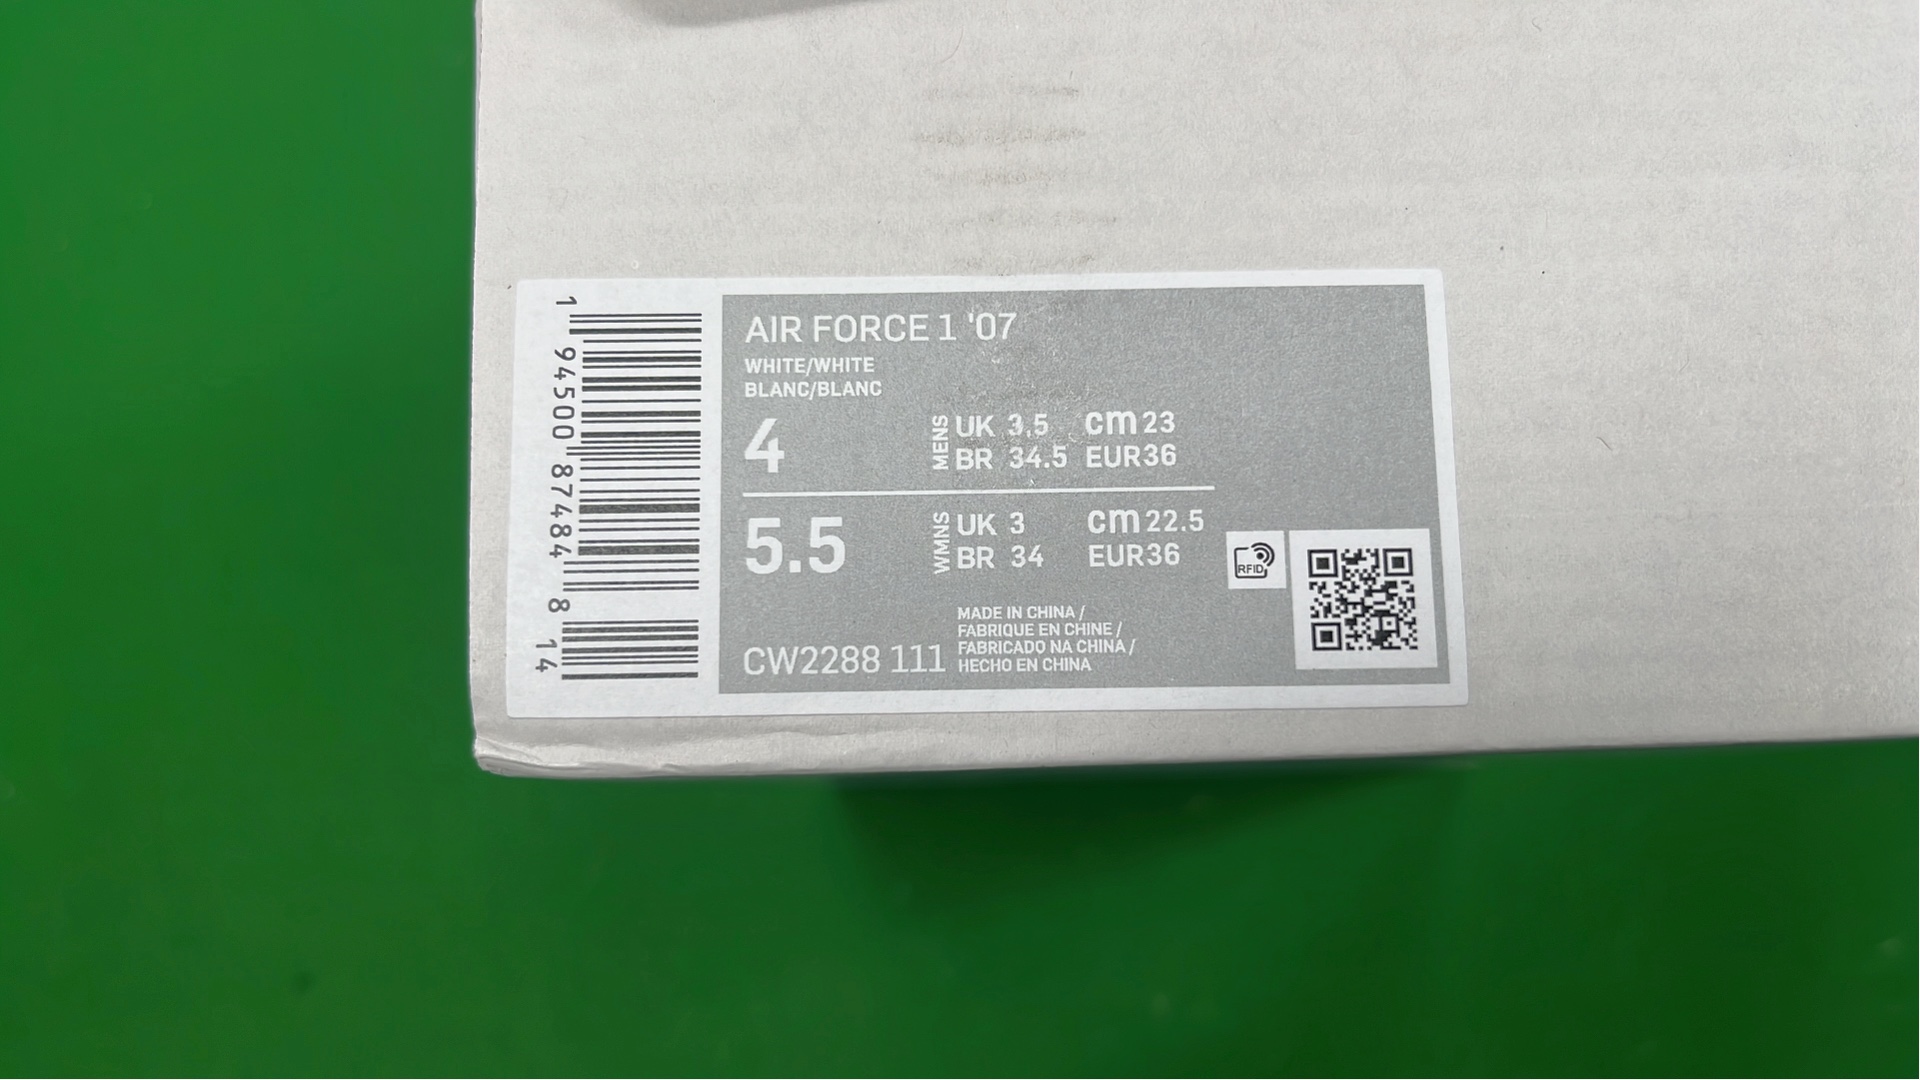 1 94500 87484 8 14
AIR FORCE 1 '07
WHITE/WHITE
BLANC/BLANC
4 MENS UK 3.5 cm 23
BR 34.5 EUR 36
5.5 WMNS UK 3 cm 22.5
BR 34 EUR 36
RFID
MADE IN CHINA /
FABRIQUE EN CHINE /
FABRICADO NA CHINA /
HECHO EN CHINA
CW2288 111